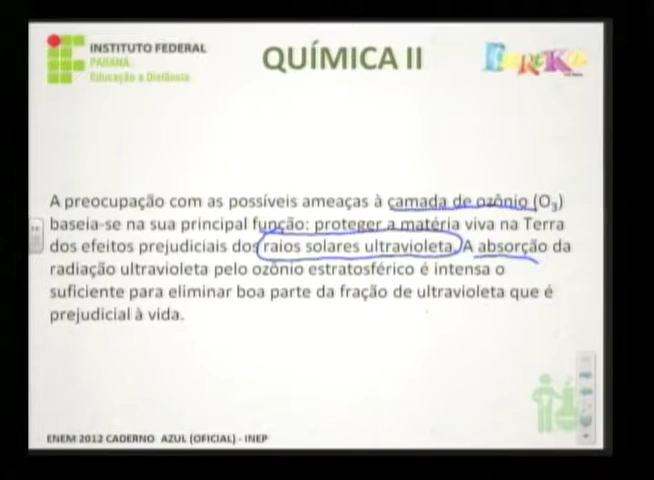 INSTITUTO FEDERAL
PARANÁ
Educação a Distância
QUÍMICA II
EUREKA
A preocupação com as possíveis ameaças à camada de ozônio (O₃)
baseia-se na sua principal função: proteger a matéria viva na Terra
dos efeitos prejudiciais dos raios solares ultravioleta. A absorção da
radiação ultravioleta pelo ozônio estratosférico é intensa o
suficiente para eliminar boa parte da fração de ultravioleta que é
prejudicial à vida.
ENEM 2012 CADERNO AZUL (OFICIAL) - INEP